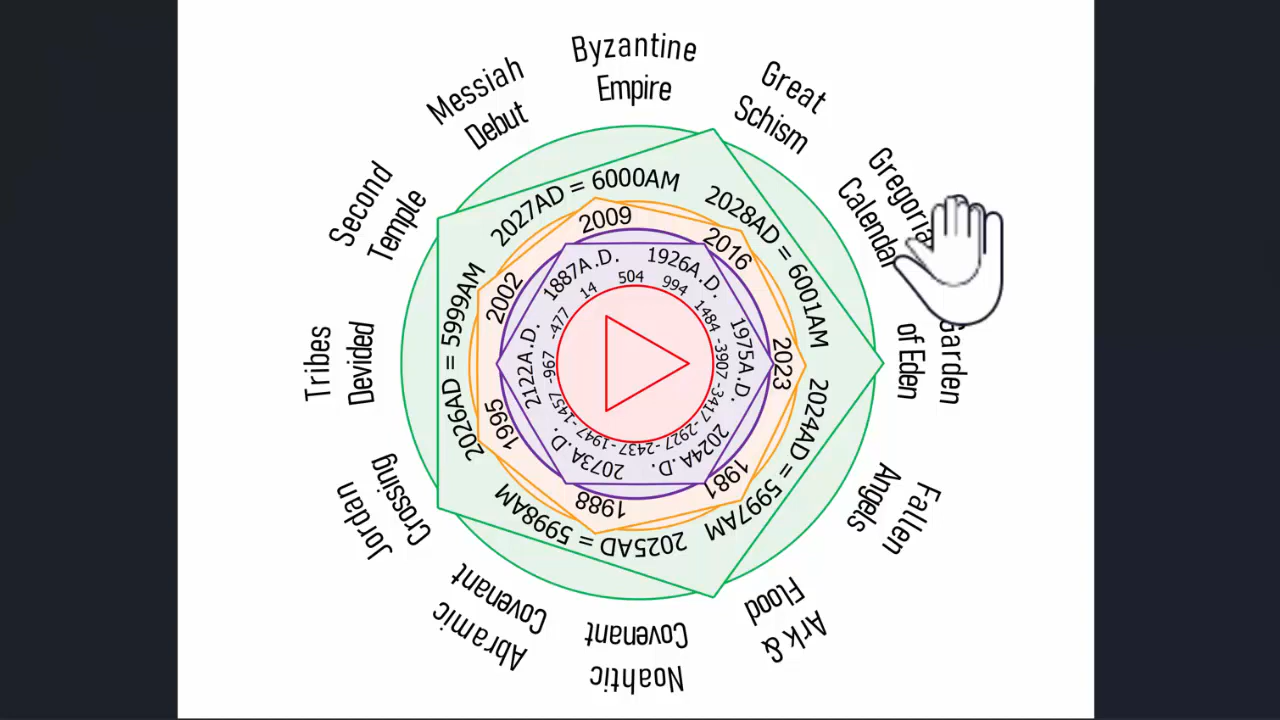 Byzantine
Empire
Great
Schism
Calendar
Garden
of Eden
Fallen
Angels
Ark &
Flood
Noahtic
Covenant
Abramic
Covenant
Jordan
Crossing
Tribes
Devided
Second
Temple
Messiah
Debut
2027AD = 6000AM
2028AD = 6001AM
2024AD = 5997AM
2025AD = 5998AM
2026AD = 5999AM
2009
2016
2023
1981
1988
1995
2002
1887A.D.
1926A.D.
1975A.D.
2024A.D.
2073A.D.
2122A.D.
504
994
1484
-3907
-3417
-2927
-2437
-1947
-1457
-967
-477
14